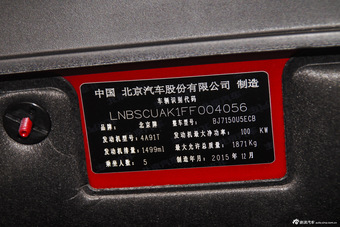 中国 北京汽车股份有限公司 制造
车辆识别代码
LNBSCUAK1FF004056
品牌: 北京牌 整车型号: BJ7150U5ECB
发动机型号: 4A91T 发动机最大净功率: 100 KW
发动机排量: 1499ml 最大允许总质量: 1871Kg
乘坐人数: 5 制造年月: 2015 年 12月